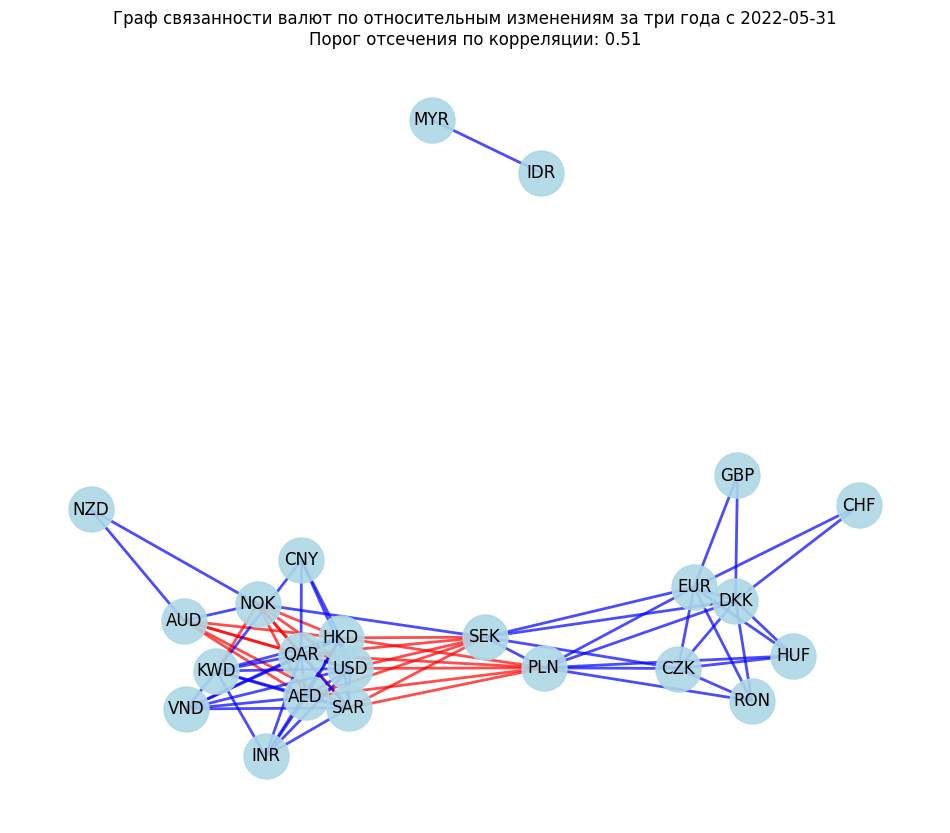 Граф связанности валют по относительным изменениям за три года с 2022-05-31
Порог отсечения по корреляции: 0.51
MYR
IDR
GBP
CHF
NZD
CNY
EUR
DKK
NOK
AUD
HKD
SEK
QAR
USD
KWD
PLN
CZK
HUF
AED
SAR
VND
RON
INR